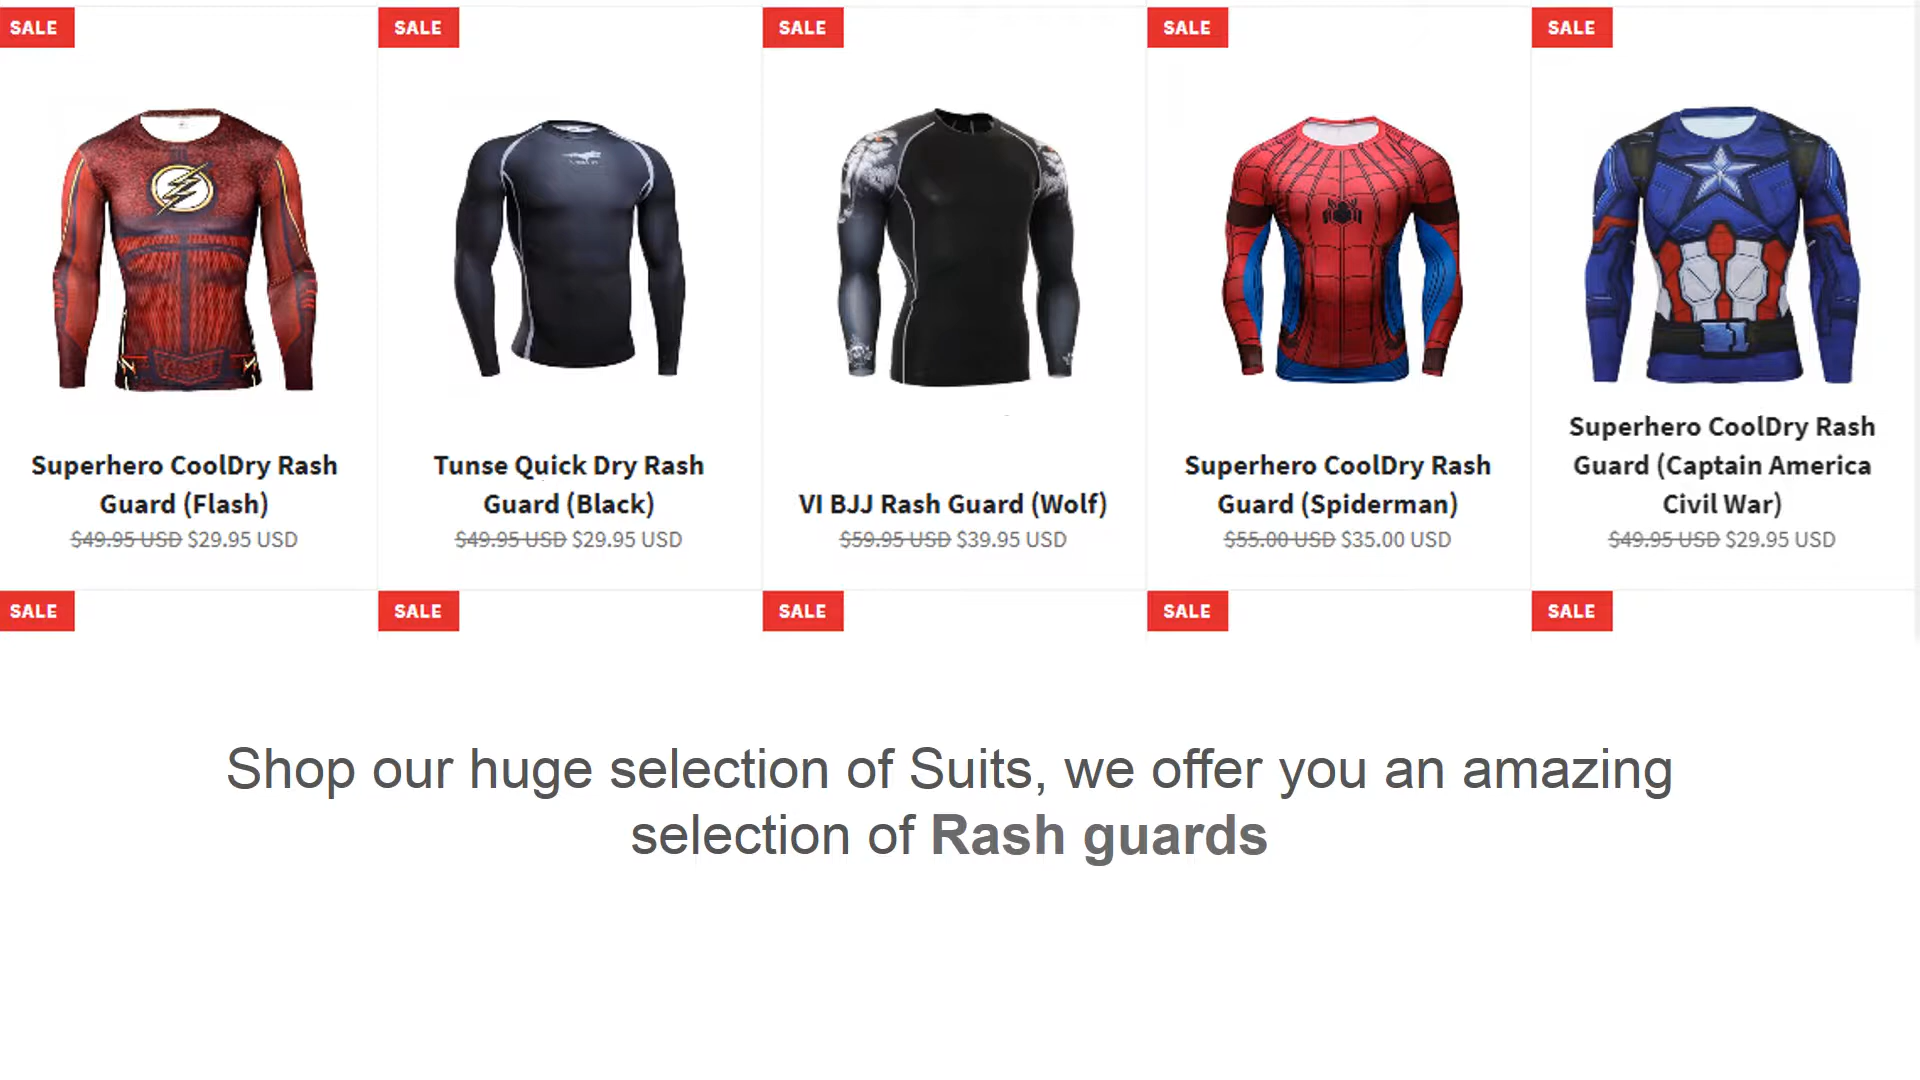 SALE SALE SALE SALE SALE
Superhero CoolDry Rash
Guard (Flash)
$49.95 USD $29.95 USD
Tunse Quick Dry Rash
Guard (Black)
$49.95 USD $29.95 USD
VI BJJ Rash Guard (Wolf)
$59.95 USD $39.95 USD
Superhero CoolDry Rash
Guard (Spiderman)
$55.00 USD $35.00 USD
Superhero CoolDry Rash
Guard (Captain America
Civil War)
$49.95 USD $29.95 USD
SALE SALE SALE SALE SALE
Shop our huge selection of Suits, we offer you an amazing
selection of Rash guards